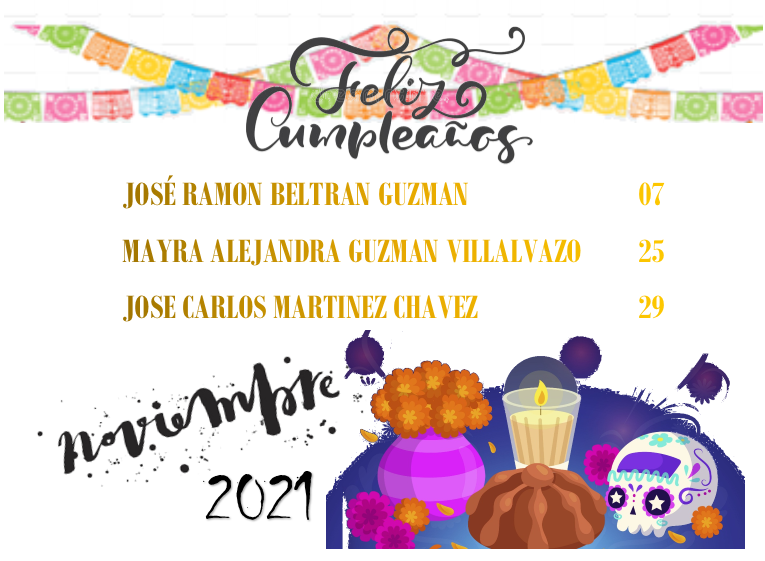 Feliz
Cumpleaños
JOSÉ RAMON BELTRAN GUZMAN 07
MAYRA ALEJANDRA GUZMAN VILLALVAZO 25
JOSE CARLOS MARTINEZ CHAVEZ 29
noviembre
2021